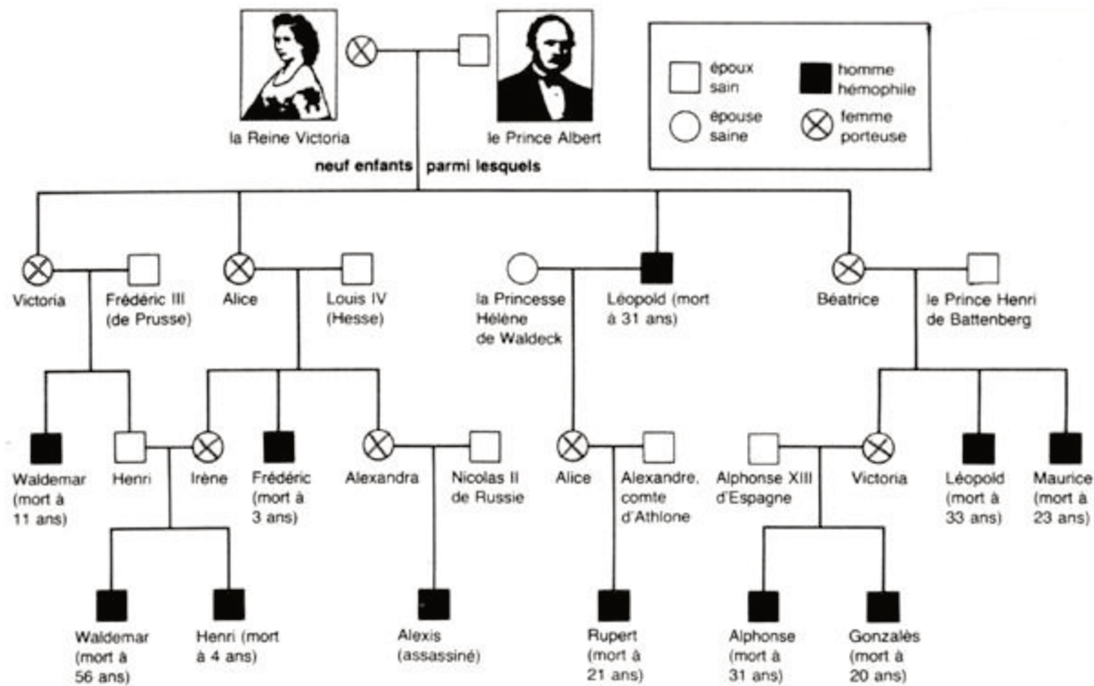 la Reine Victoria
le Prince Albert
époux
sain
homme
hémophile
épouse
saine
femme
porteuse
neuf enfants parmi lesquels
Victoria
Frédéric III
(de Prusse)
Alice
Louis IV
(Hesse)
la Princesse
Hélène
de Waldeck
Léopold (mort
à 31 ans)
Béatrice
le Prince Henri
de Battenberg
Waldemar
(mort à
11 ans)
Henri
Irène
Frédéric
(mort à
3 ans)
Alexandra
Nicolas II
de Russie
Alice
Alexandre,
comte
d'Athlone
Alphonse XIII
d'Espagne
Victoria
Léopold
(mort à
33 ans)
Maurice
(mort à
23 ans)
Waldemar
(mort à
56 ans)
Henri (mort
à 4 ans)
Alexis
(assassiné)
Rupert
(mort à
21 ans)
Alphonse
(mort à
31 ans)
Gonzalès
(mort à
20 ans)